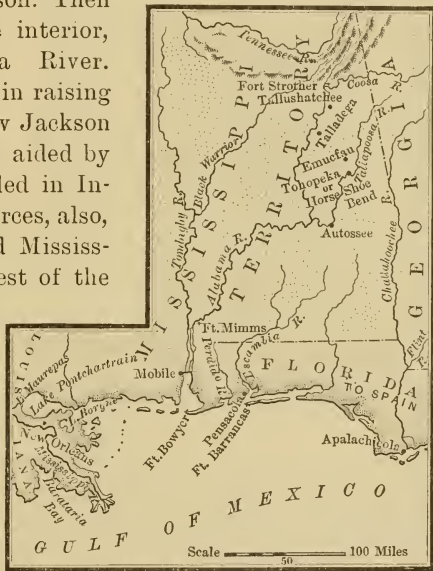 son. Then
interior,
a River.
in raising
w Jackson
aided by
led in In-
rces, also,
d Mississ-
est of the
Tennessee R.
Fort Strother
Coosa R.
Tallushatchee
Talladega
Emucfau
Tallapoosa R.
Tohopeka
or
Horse Shoe
Bend
Autossee
MISSISSIPPI
TERRITORY
GEORGIA
Tombigby R.
Black Warrior
Alabama R.
Chattahoochee R.
Flint R.
Ft. Mimms
Escambia R.
Perdido R.
FLORIDA
TO SPAIN
Mobile
LOUISIANA
Maurepas
Lake Pontchartrain
Borgne
New Orleans
Mississippi
Barataria
Bay
Ft. Bowyer
Pensacola
Ft. Barrancas
Apalachicola
GULF OF MEXICO
Scale 100 Miles
50